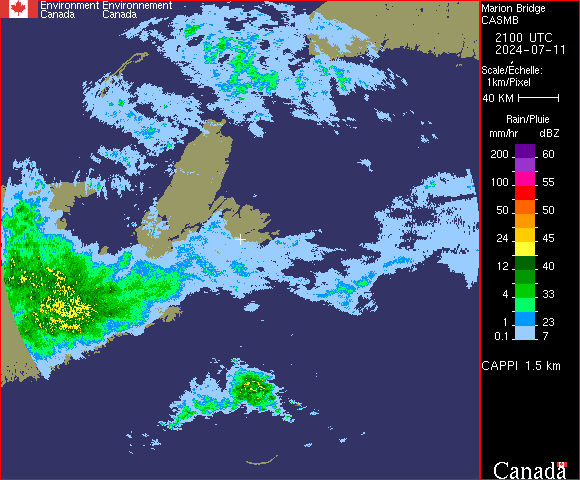 Environment Environnement
Canada Canada
Marion Bridge
CASMB
2100 UTC
2024-07-11
Scale/Échelle:
1km/Pixel
40 KM
Rain/Pluie
mm/hr dBZ
200 60
100 55
50 50
24 45
12 40
4 33
1 23
0.1 7
CAPPI 1.5 km
Canada